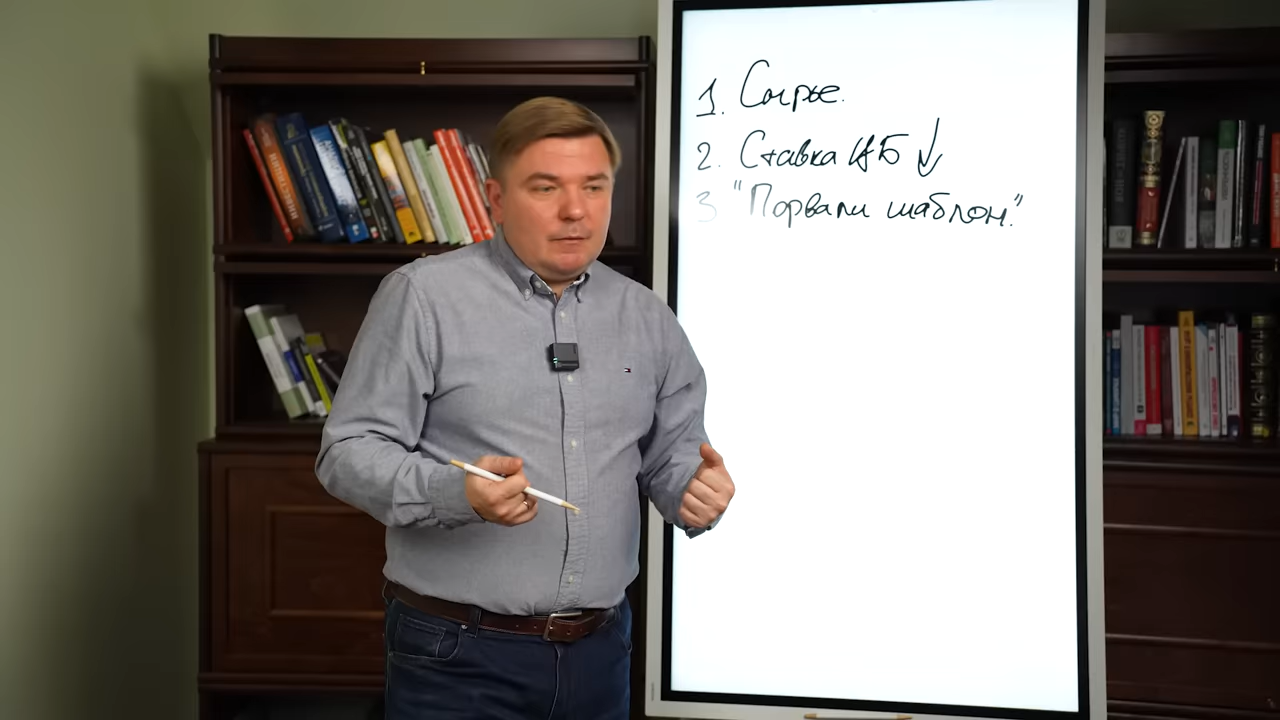 1. Сырье.
2. Ставка ЦБ ↓
3 "Порвали шаблон."